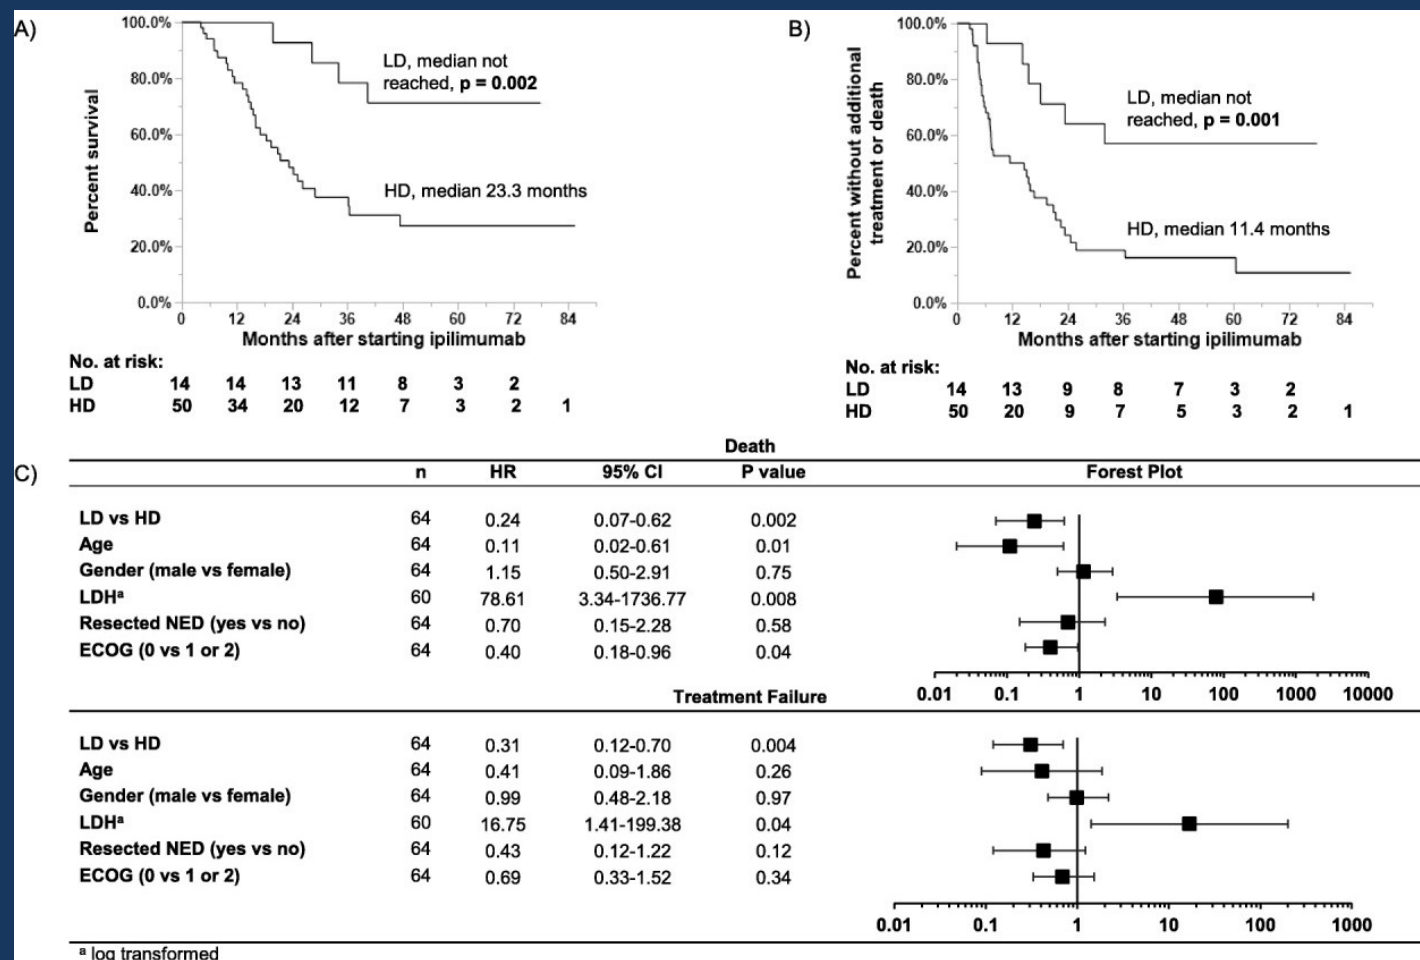 A)
Percent survival
100.0%
80.0%
60.0%
40.0%
20.0%
0.0%
LD, median not
reached, p = 0.002
HD, median 23.3 months
0 12 24 36 48 60 72 84
Months after starting ipilimumab
No. at risk:
LD 14 14 13 11 8 3 2
HD 50 34 20 12 7 3 2 1
B)
Percent without additional
treatment or death
100.0%
80.0%
60.0%
40.0%
20.0%
0.0%
LD, median not
reached, p = 0.001
HD, median 11.4 months
0 12 24 36 48 60 72 84
Months after starting ipilimumab
No. at risk:
LD 14 13 9 8 7 3 2
HD 50 20 9 7 5 3 2 1
C)
Death
n HR 95% CI P value Forest Plot
LD vs HD 64 0.24 0.07-0.62 0.002
Age 64 0.11 0.02-0.61 0.01
Gender (male vs female) 64 1.15 0.50-2.91 0.75
LDHᵃ 60 78.61 3.34-1736.77 0.008
Resected NED (yes vs no) 64 0.70 0.15-2.28 0.58
ECOG (0 vs 1 or 2) 64 0.40 0.18-0.96 0.04
0.01 0.1 1 10 100 1000 10000
Treatment Failure
LD vs HD 64 0.31 0.12-0.70 0.004
Age 64 0.41 0.09-1.86 0.26
Gender (male vs female) 64 0.99 0.48-2.18 0.97
LDHᵃ 60 16.75 1.41-199.38 0.04
Resected NED (yes vs no) 64 0.43 0.12-1.22 0.12
ECOG (0 vs 1 or 2) 64 0.69 0.33-1.52 0.34
0.01 0.1 1 10 100 1000
ᵃ log transformed